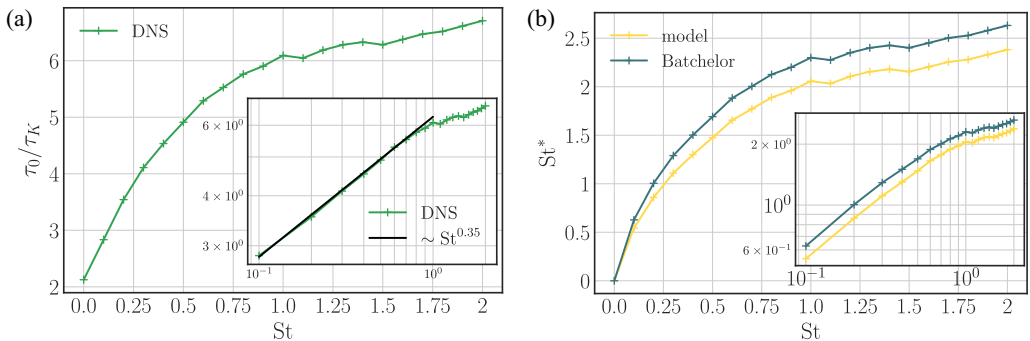 (a)
DNS
τ₀/τ_K
6
5
4
3
2
6 × 10⁰
4 × 10⁰
3 × 10⁰
DNS
~ St^0.35
10⁻¹
10⁰
0.0
0.25
0.5
0.75
1.0
1.25
1.5
1.75
2
St
(b)
model
Batchelor
St*
2.5
2
1.5
1
0.5
0
2 × 10⁰
10⁰
6 × 10⁻¹
10⁻¹
10⁰
0.0
0.25
0.5
0.75
1.0
1.25
1.5
1.75
2
St